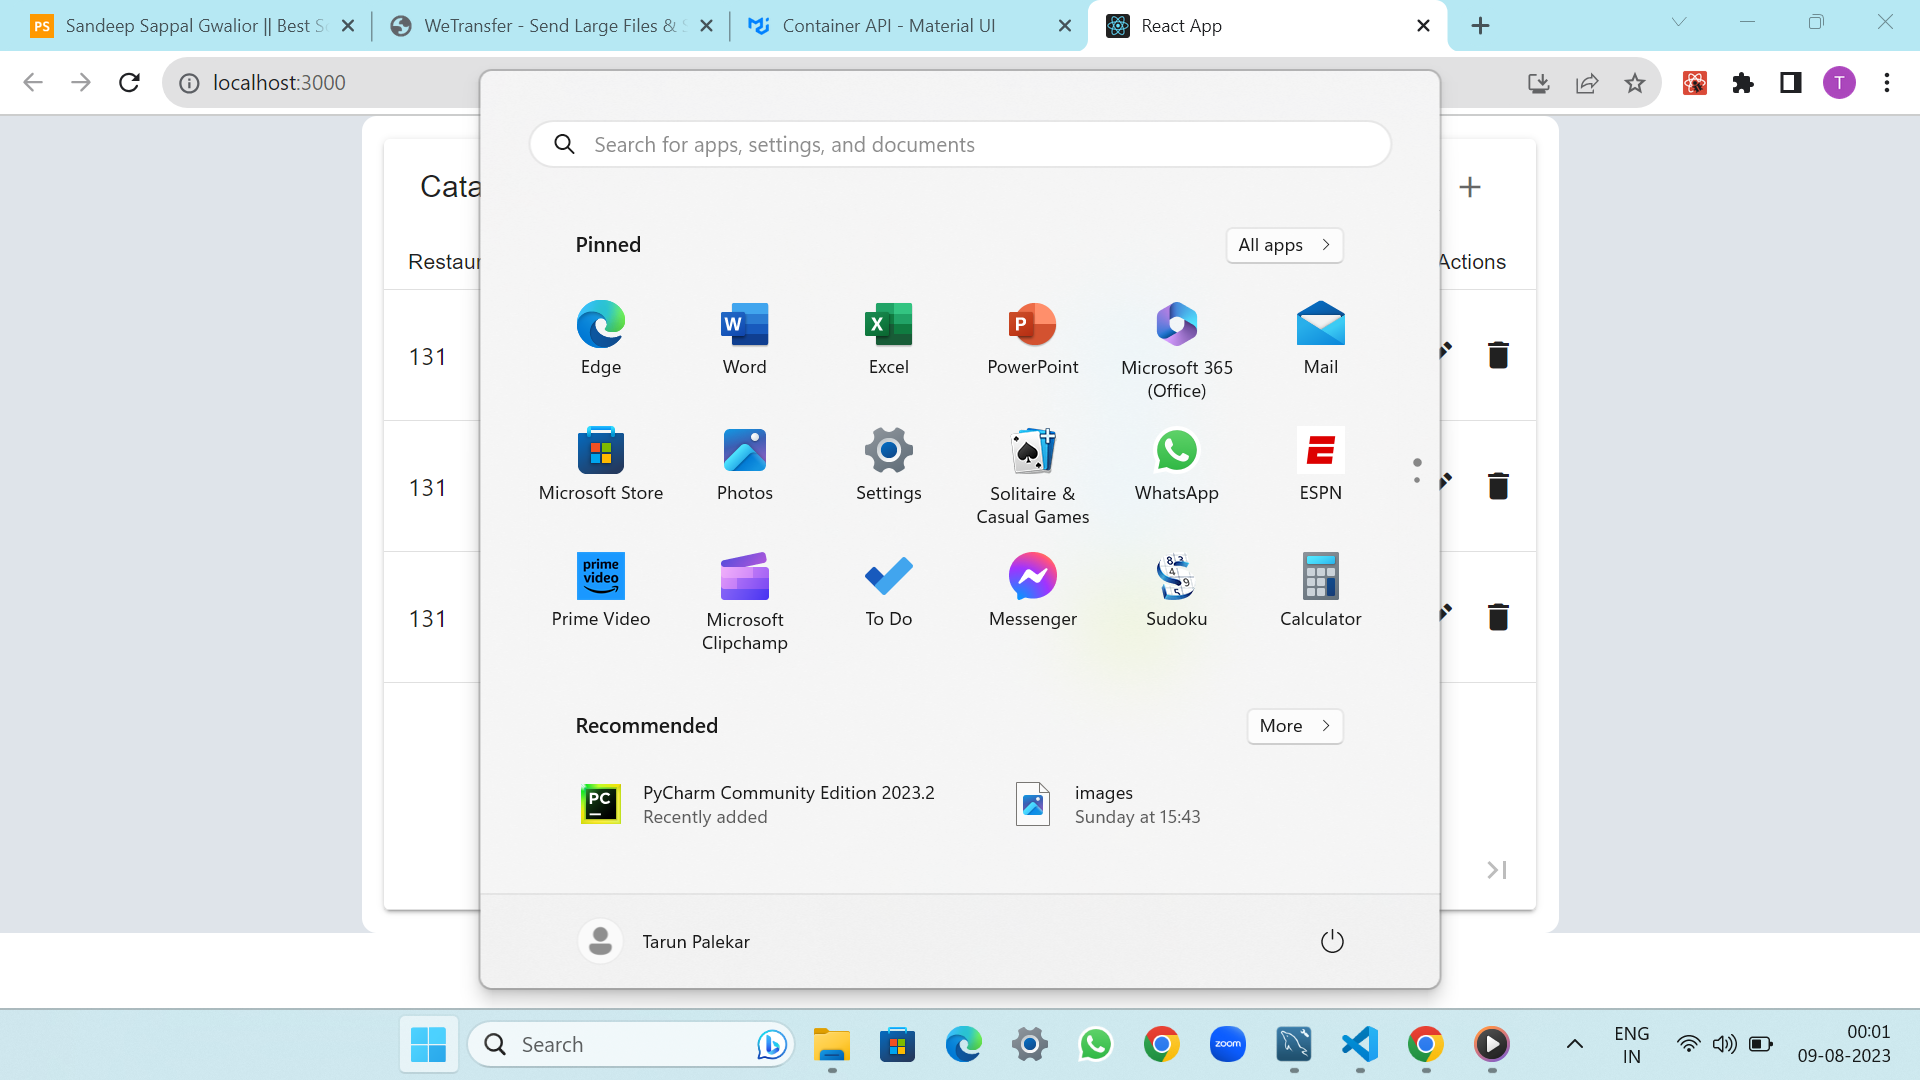 Sandeep Sappal Gwalior || Best S
WeTransfer - Send Large Files &
Container API - Material UI
React App
localhost:3000
T
Search for apps, settings, and documents
Cata
Pinned
All apps
Restaur
Actions
Edge
Word
Excel
PowerPoint
Microsoft 365
(Office)
Mail
131
Microsoft Store
Photos
Settings
Solitaire &
Casual Games
WhatsApp
ESPN
131
prime
video
Prime Video
Microsoft
Clipchamp
To Do
Messenger
Sudoku
Calculator
131
Recommended
More
PyCharm Community Edition 2023.2
Recently added
images
Sunday at 15:43
Tarun Palekar
Search
zoom
ENG
IN
00:01
09-08-2023